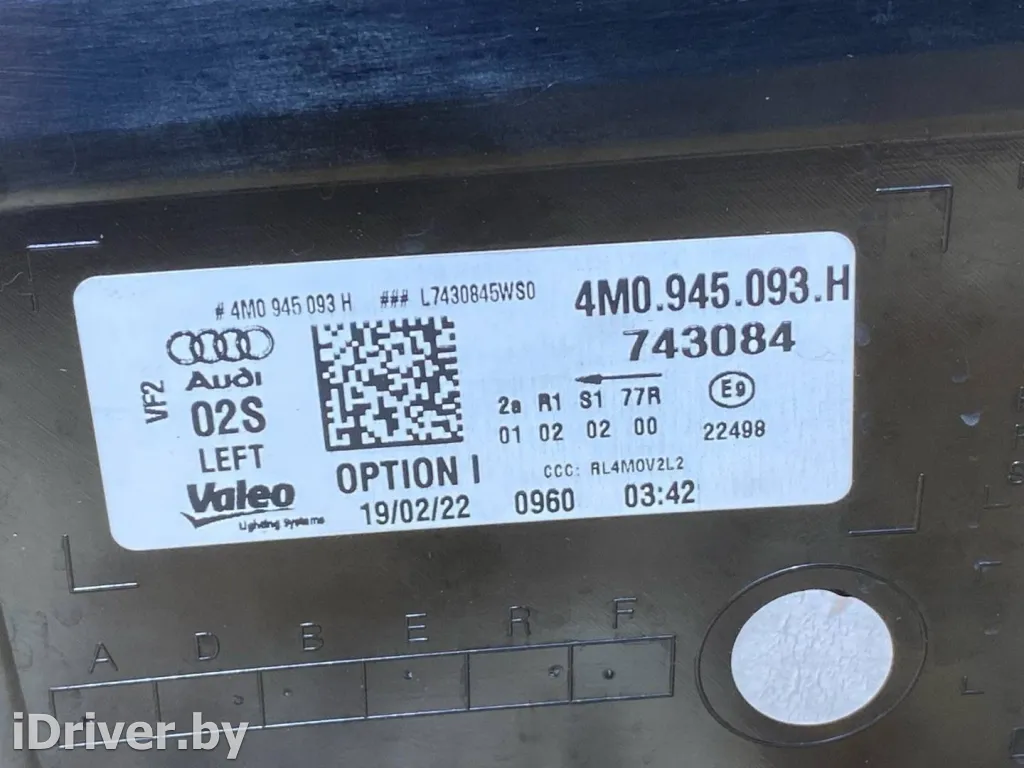 # 4M0 945 093 H ### L7430845WS0
4M0.945.093.H
743084
VF2
Audi
02S
LEFT
Valeo
Lighting Systems
OPTION I
19/02/22 0960 03:42
2a R1 S1 77R
01 02 02 00
E9
22498
CCC: RL4M0V2L2
A D B E R F
iDriver.by